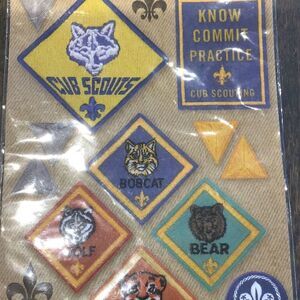 KNOW
COMMIT
PRACTICE
CUB SCOUTING
CUB SCOUTS
BOBCAT
WOLF
BEAR